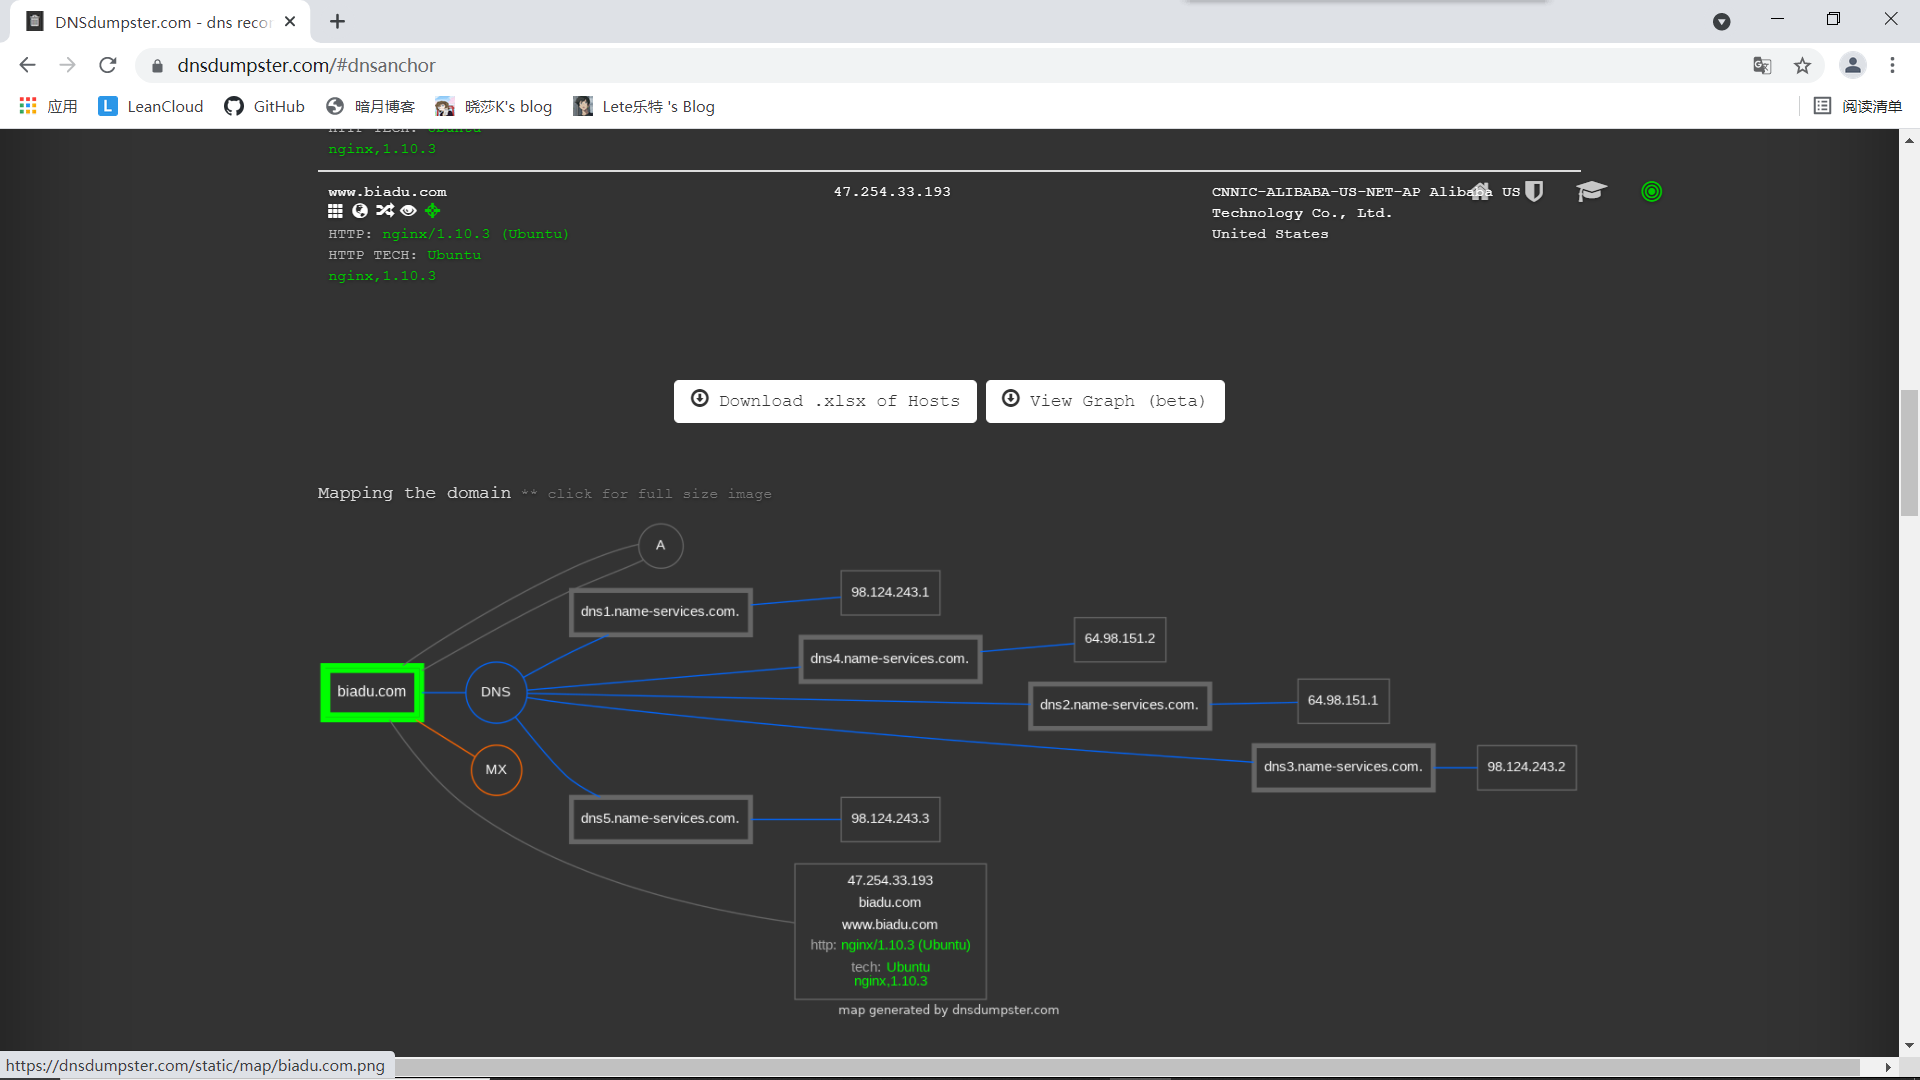 DNSdumpster.com - dns recor
dnsdumpster.com/#dnsanchor
应用
LeanCloud
GitHub
暗月博客
晓莎K's blog
Lete乐特 's Blog
阅读清单
HTTP TECH: Ubuntu
nginx,1.10.3
www.biadu.com
47.254.33.193
CNNIC-ALIBABA-US-NET-AP Alibaba US
Technology Co., Ltd.
United States
HTTP: nginx/1.10.3 (Ubuntu)
HTTP TECH: Ubuntu
nginx,1.10.3
Download .xlsx of Hosts
View Graph (beta)
Mapping the domain ** click for full size image
A
dns1.name-services.com.
98.124.243.1
dns4.name-services.com.
64.98.151.2
biadu.com
DNS
dns2.name-services.com.
64.98.151.1
MX
dns3.name-services.com.
98.124.243.2
dns5.name-services.com.
98.124.243.3
47.254.33.193
biadu.com
www.biadu.com
http: nginx/1.10.3 (Ubuntu)
tech: Ubuntu
nginx,1.10.3
map generated by dnsdumpster.com
https://dnsdumpster.com/static/map/biadu.com.png